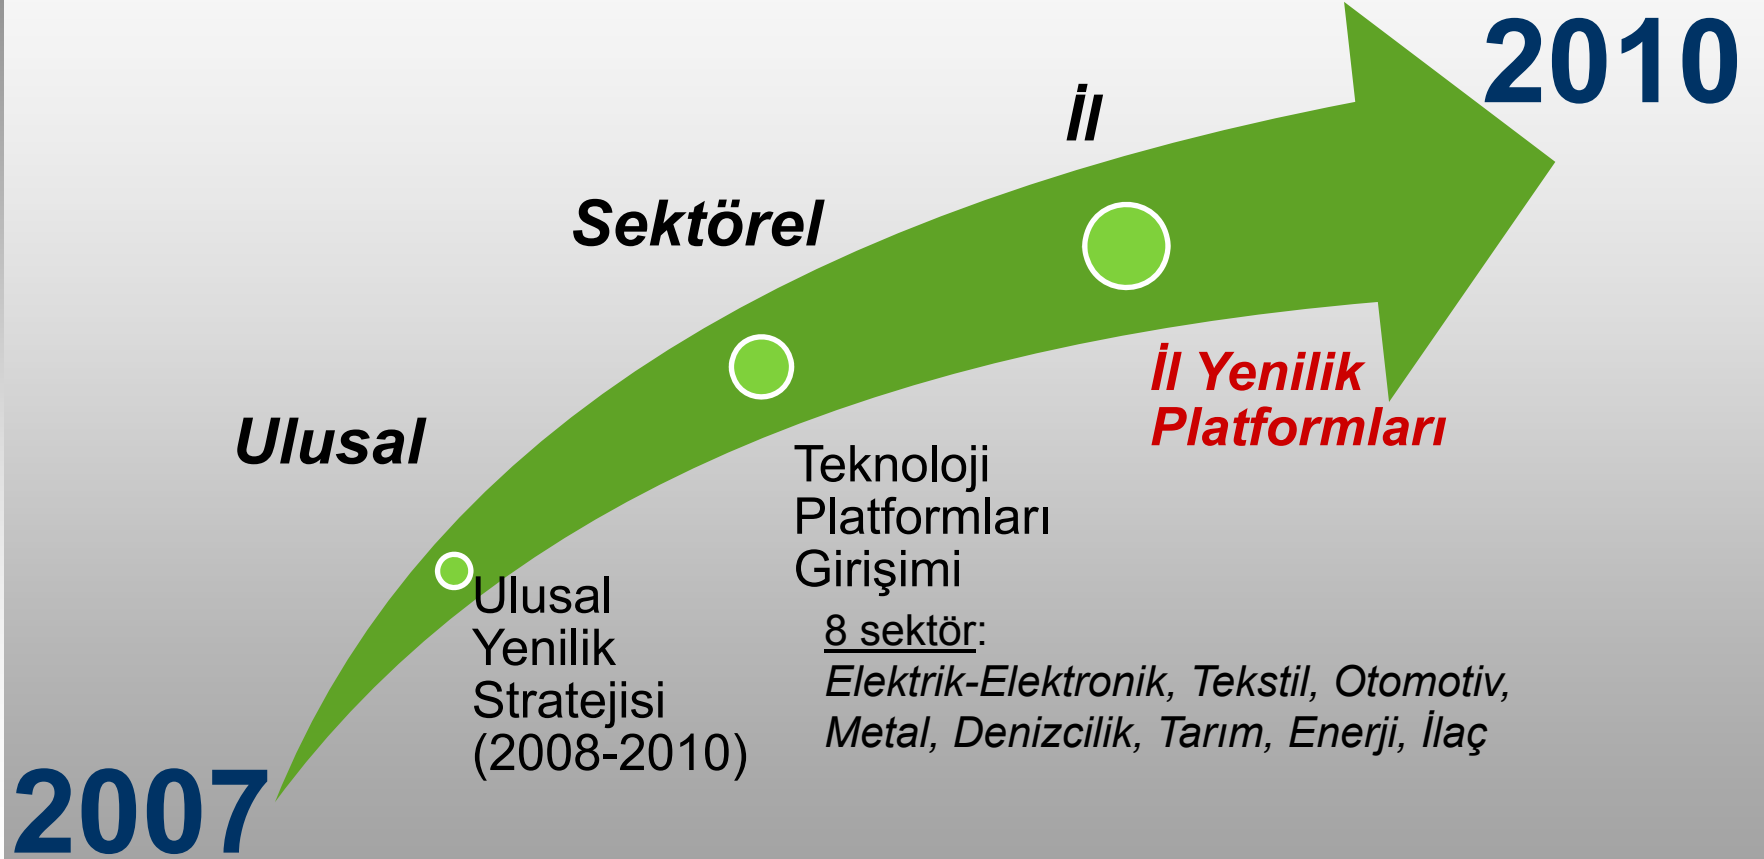 2010
İl
Sektörel
Ulusal
İl Yenilik
Platformları
Teknoloji
Platformları
Girişimi
8 sektör:
Elektrik-Elektronik, Tekstil, Otomotiv,
Metal, Denizcilik, Tarım, Enerji, İlaç
Ulusal
Yenilik
Stratejisi
(2008-2010)
2007